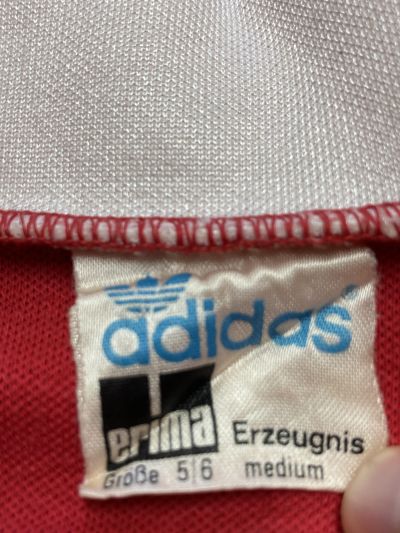 adidas®
erima Erzeugnis
Größe 5|6 medium